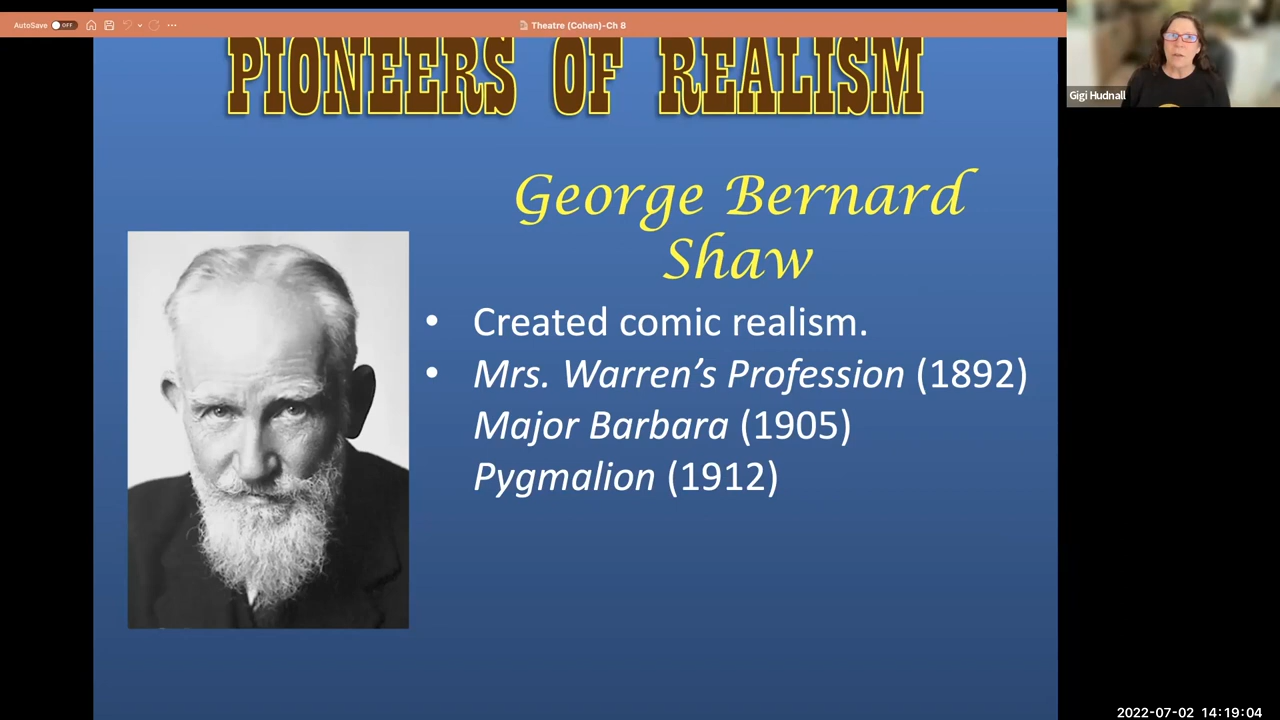 AutoSave OFF
Theatre (Cohen)-Ch 8
PIONEERS OF REALISM
Gigi Hudnall
George Bernard
Shaw
• Created comic realism.
• Mrs. Warren’s Profession (1892)
Major Barbara (1905)
Pygmalion (1912)
2022-07-02 14:19:04